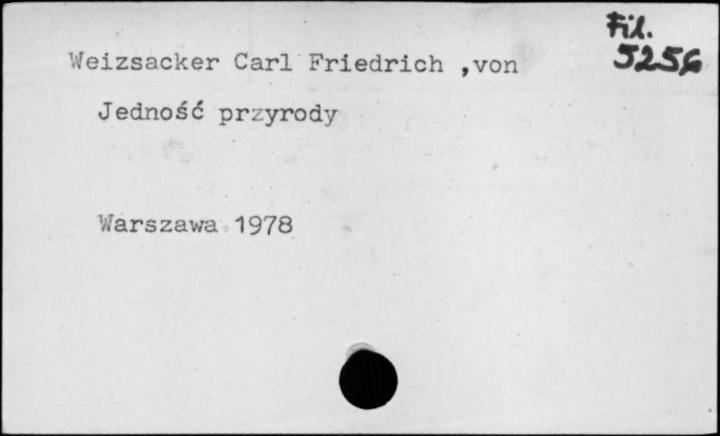 Fil.
5256
Weizsacker Carl Friedrich ,von
Jedność przyrody
Warszawa 1978